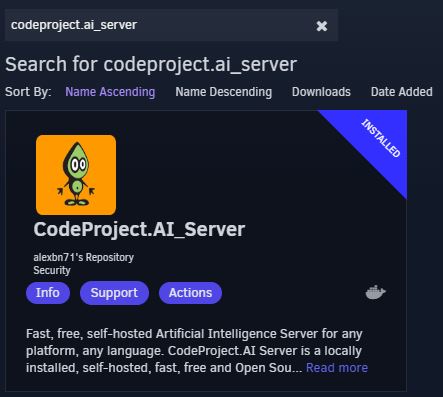 codeproject.ai_server ✖
Search for codeproject.ai_server
Sort By: Name Ascending Name Descending Downloads Date Added
INSTALLED
CodeProject.AI_Server
alexbn71's Repository
Security
Info Support Actions
Fast, free, self-hosted Artificial Intelligence Server for any
platform, any language. CodeProject.AI Server is a locally
installed, self-hosted, fast, free and Open Sou... Read more